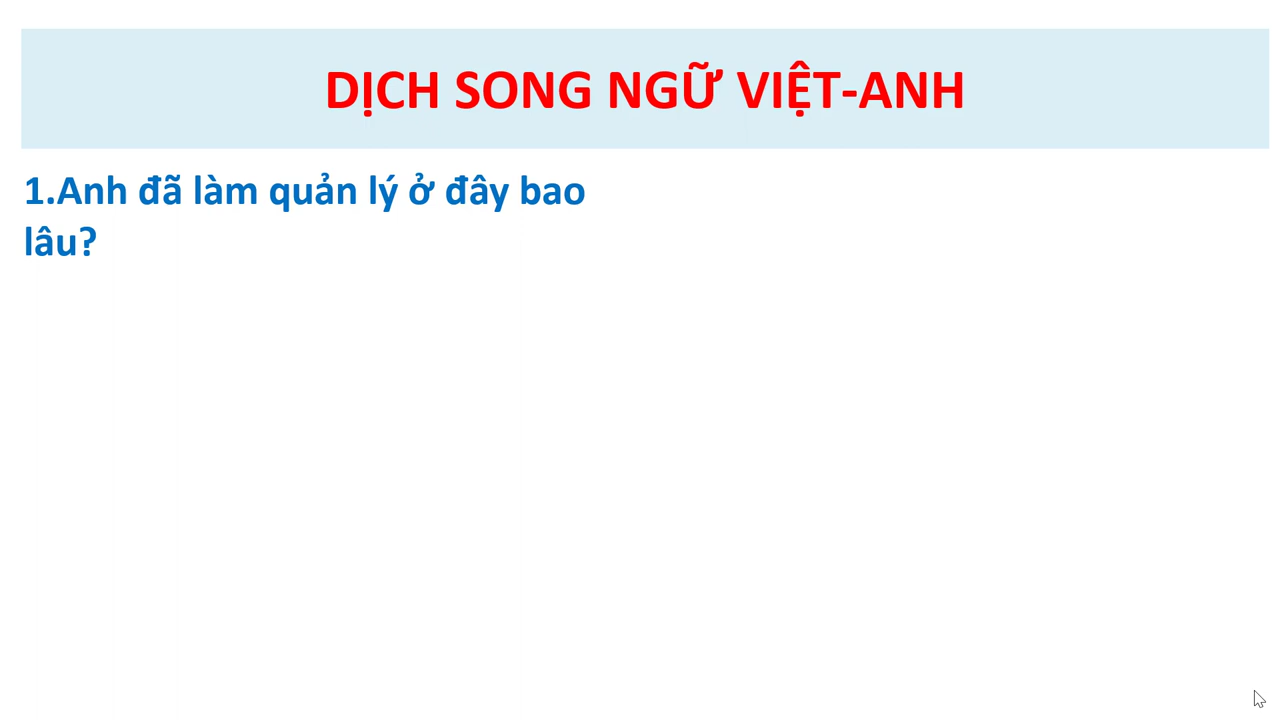 DỊCH SONG NGỮ VIỆT-ANH
1.Anh đã làm quản lý ở đây bao
lâu?